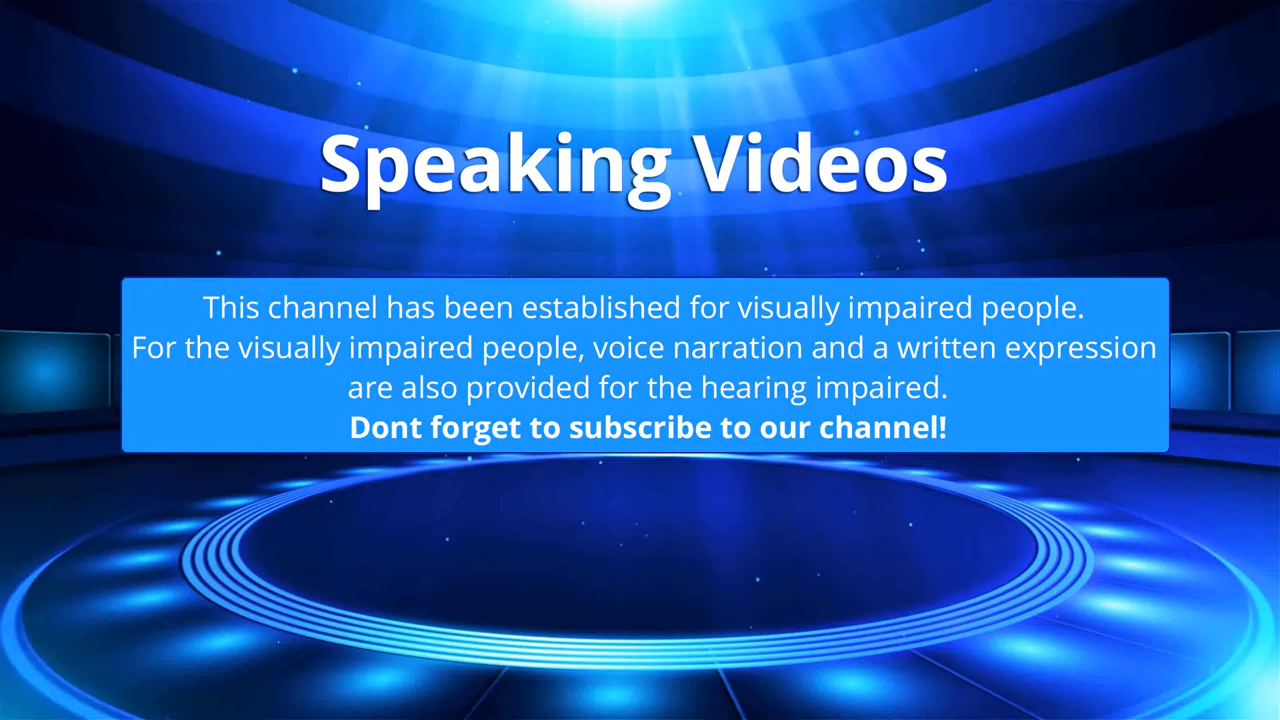 Speaking Videos
This channel has been established for visually impaired people.
For the visually impaired people, voice narration and a written expression
are also provided for the hearing impaired.
Dont forget to subscribe to our channel!